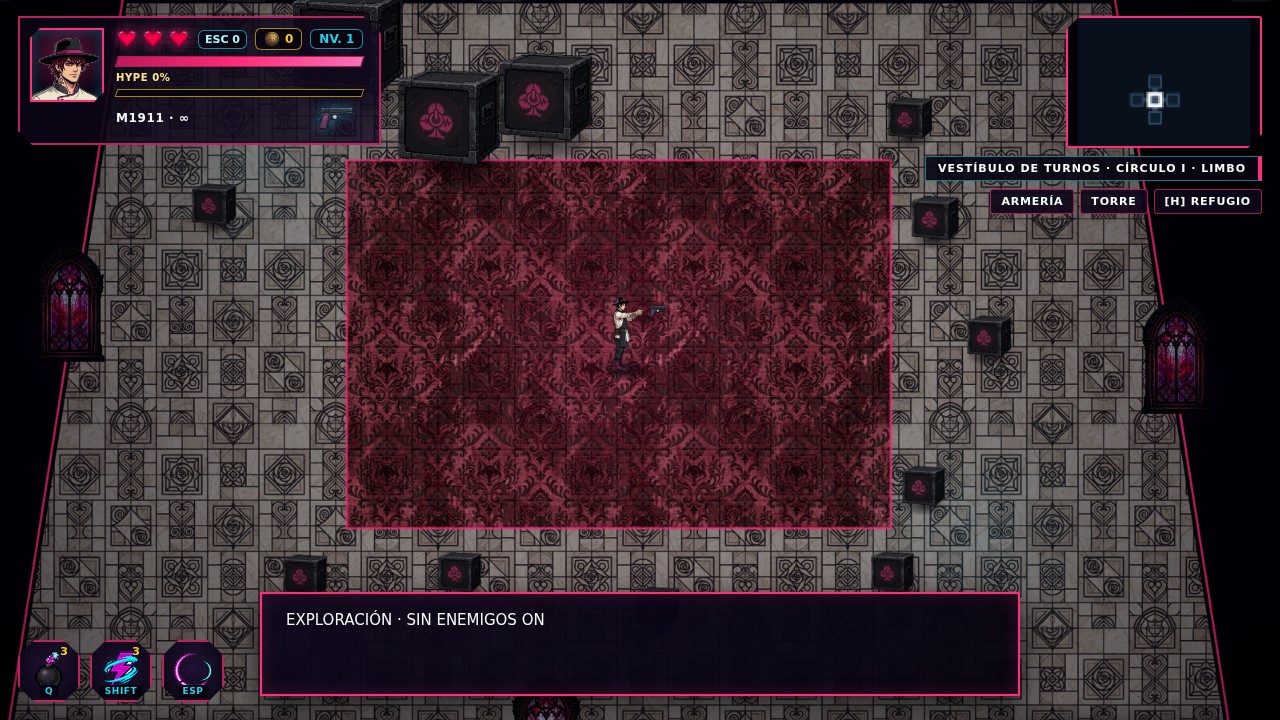 ESC 0
0
NV. 1
HYPE 0%
M1911 · ∞
VESTÍBULO DE TURNOS · CÍRCULO I · LIMBO
ARMERÍA
TORRE
[H] REFUGIO
EXPLORACIÓN · SIN ENEMIGOS ON
3
Q
3
SHIFT
ESP